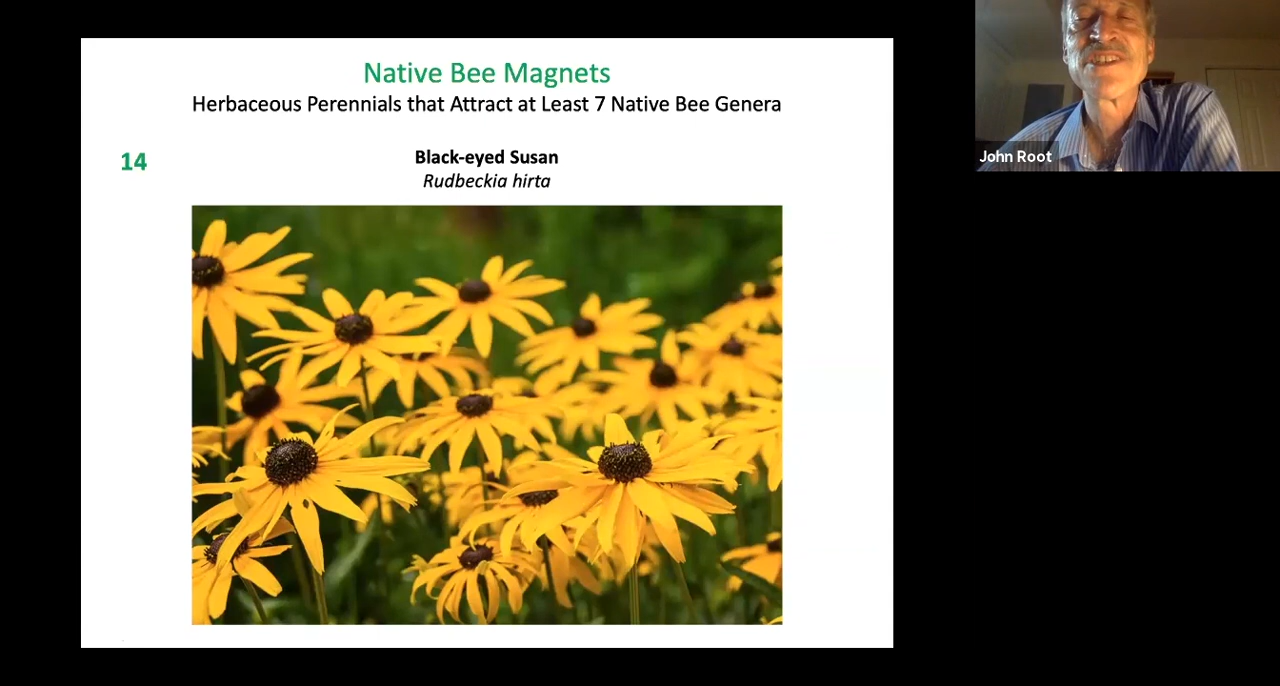 Native Bee Magnets
Herbaceous Perennials that Attract at Least 7 Native Bee Genera
14
Black-eyed Susan
Rudbeckia hirta
John Root